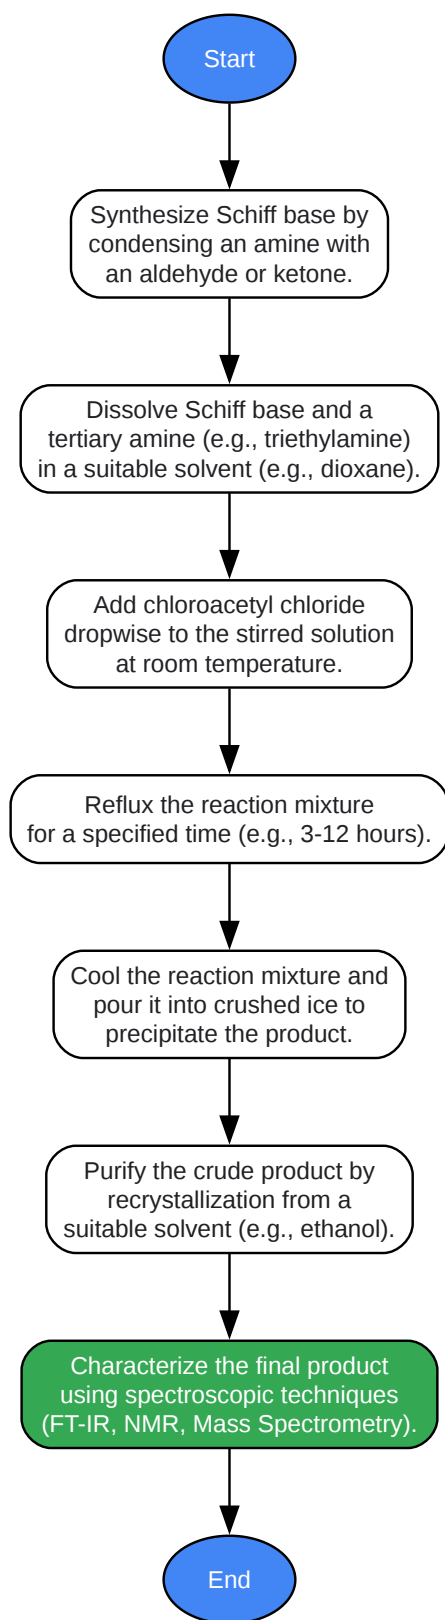 Start
Synthesize Schiff base by
condensing an amine with
an aldehyde or ketone.
Dissolve Schiff base and a
tertiary amine (e.g., triethylamine)
in a suitable solvent (e.g., dioxane).
Add chloroacetyl chloride
dropwise to the stirred solution
at room temperature.
Reflux the reaction mixture
for a specified time (e.g., 3-12 hours).
Cool the reaction mixture and
pour it into crushed ice to
precipitate the product.
Purify the crude product by
recrystallization from a
suitable solvent (e.g., ethanol).
Characterize the final product
using spectroscopic techniques
(FT-IR, NMR, Mass Spectrometry).
End